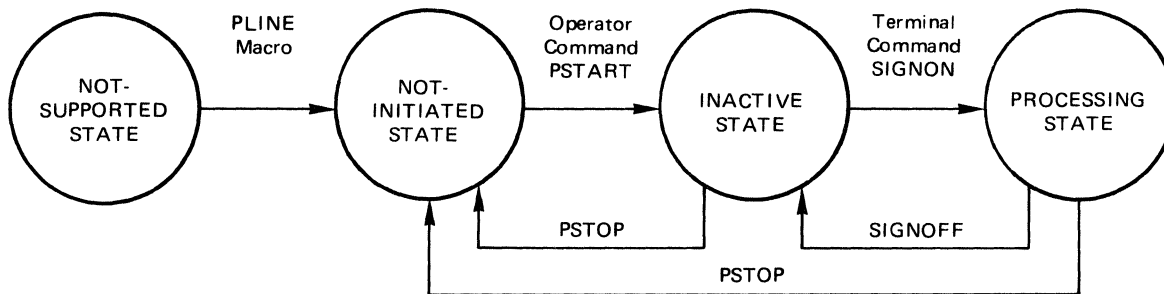 PLINE
Macro
Operator
Command
PSTART
Terminal
Command
SIGNON
NOT-
SUPPORTED
STATE
NOT-
INITIATED
STATE
INACTIVE
STATE
PROCESSING
STATE
PSTOP
SIGNOFF
PSTOP